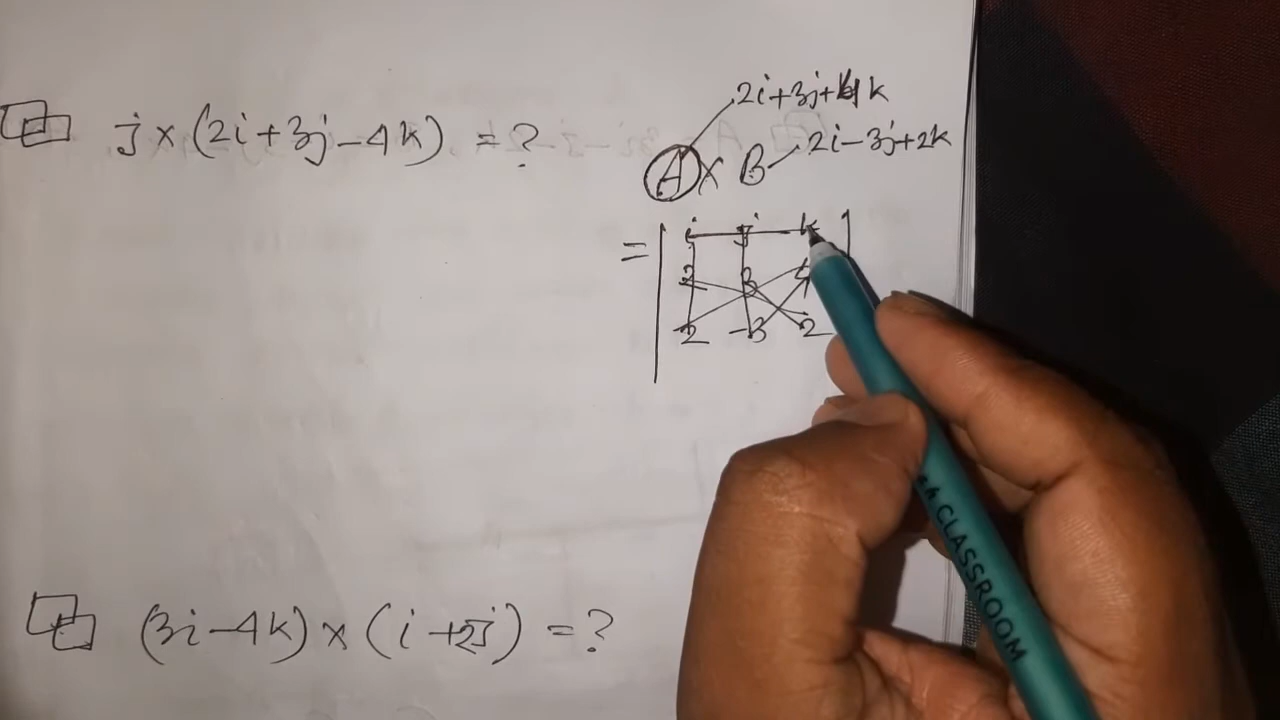 j × (2i + 3j - 4k) = ?
2i+3j+4k
A × B 2i-3j+2k
= | i j k |
2 3 4
2 -3 2
CLASSROOM
(3i-4k) × (i+2j) = ?